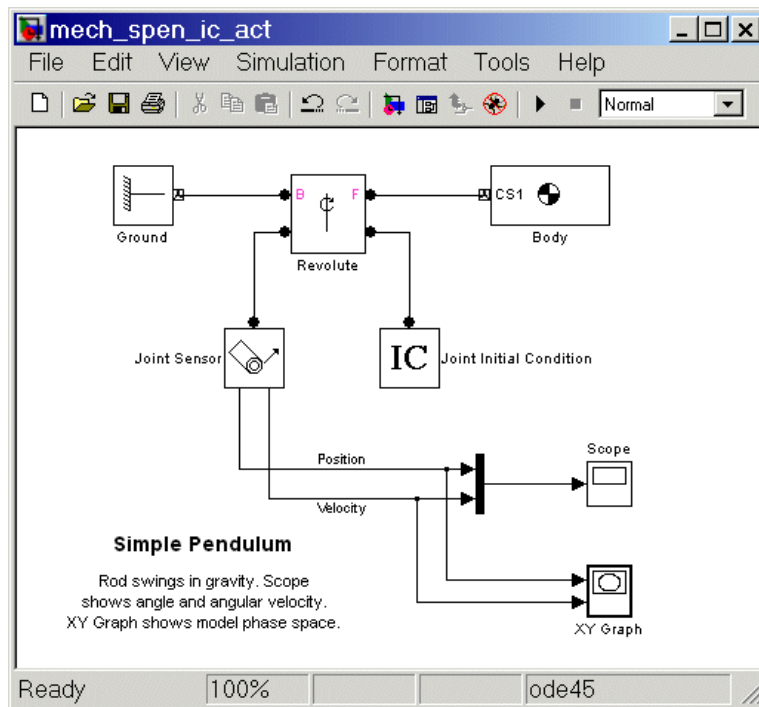 mech_spen_ic_act
File Edit View Simulation Format Tools Help
Normal
B F CS1
Ground
Revolute
Body
Joint Sensor
IC
Joint Initial Condition
Position
Scope
Velocity
Simple Pendulum
Rod swings in gravity. Scope
shows angle and angular velocity.
XY Graph shows model phase space.
XY Graph
Ready 100% ode45